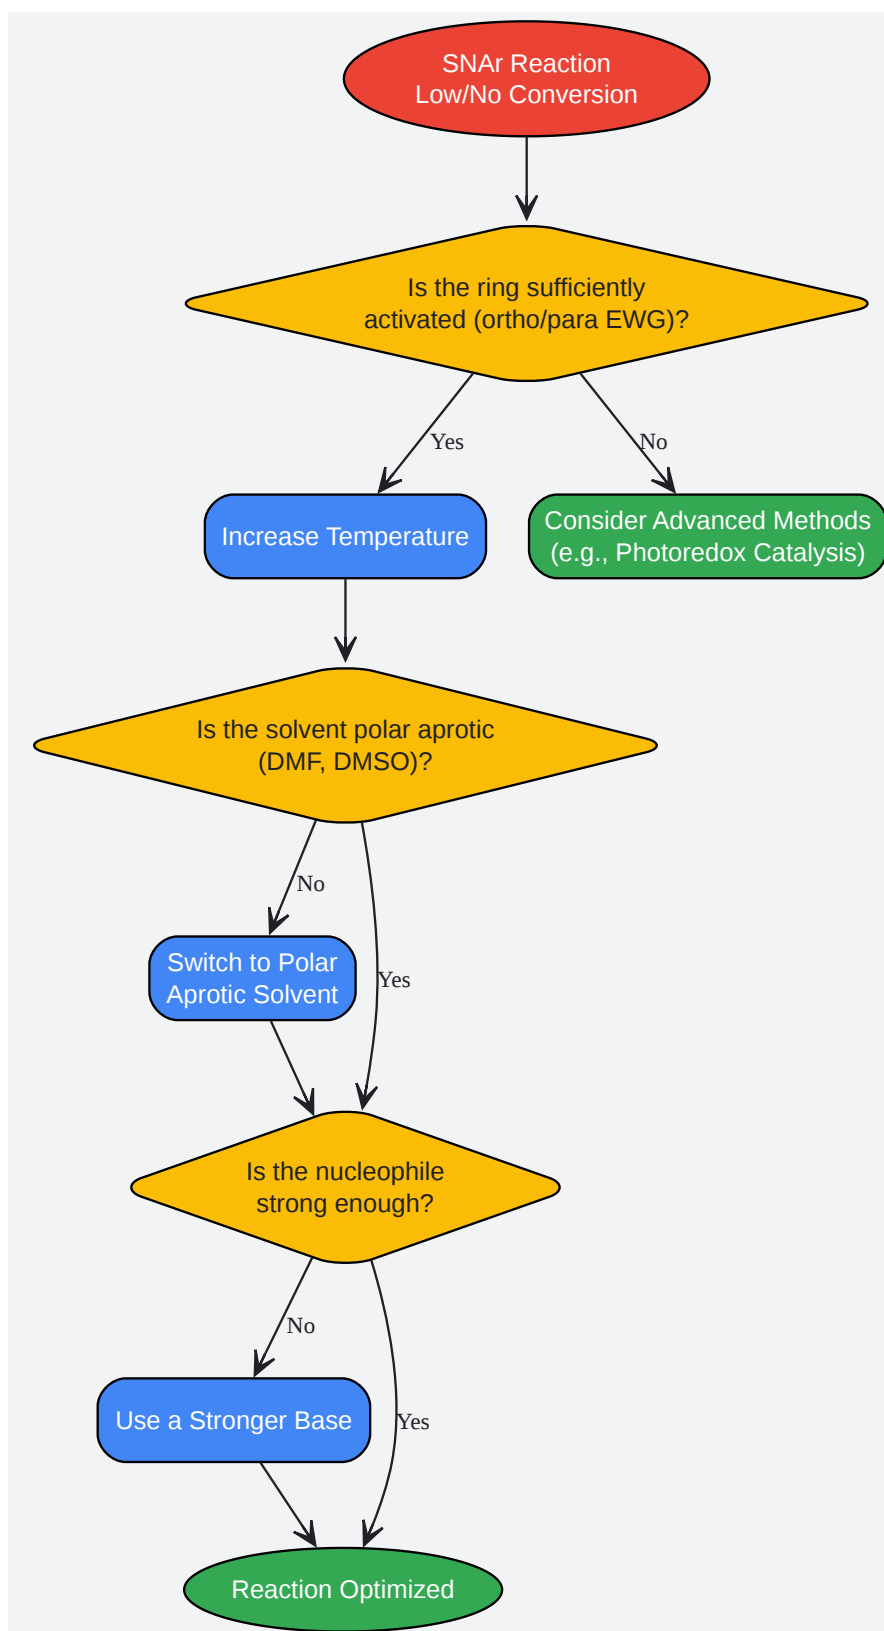 SNAr Reaction
Low/No Conversion
Is the ring sufficiently
activated (ortho/para EWG)?
Yes
No
Increase Temperature
Consider Advanced Methods
(e.g., Photoredox Catalysis)
Is the solvent polar aprotic
(DMF, DMSO)?
No
Switch to Polar
Aprotic Solvent
Yes
Is the nucleophile
strong enough?
No
Use a Stronger Base
Yes
Reaction Optimized